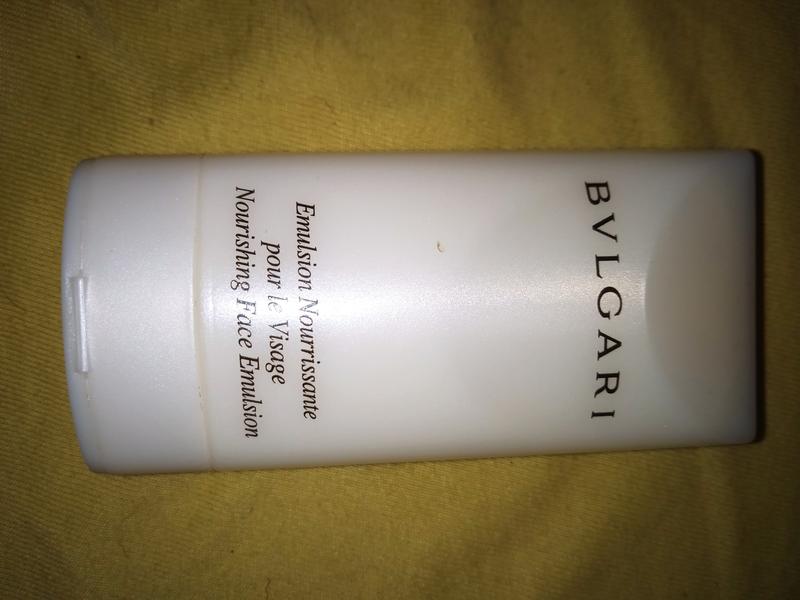 BVLGARI
Emulsion Nourrissante
pour le Visage
Nourishing Face Emulsion